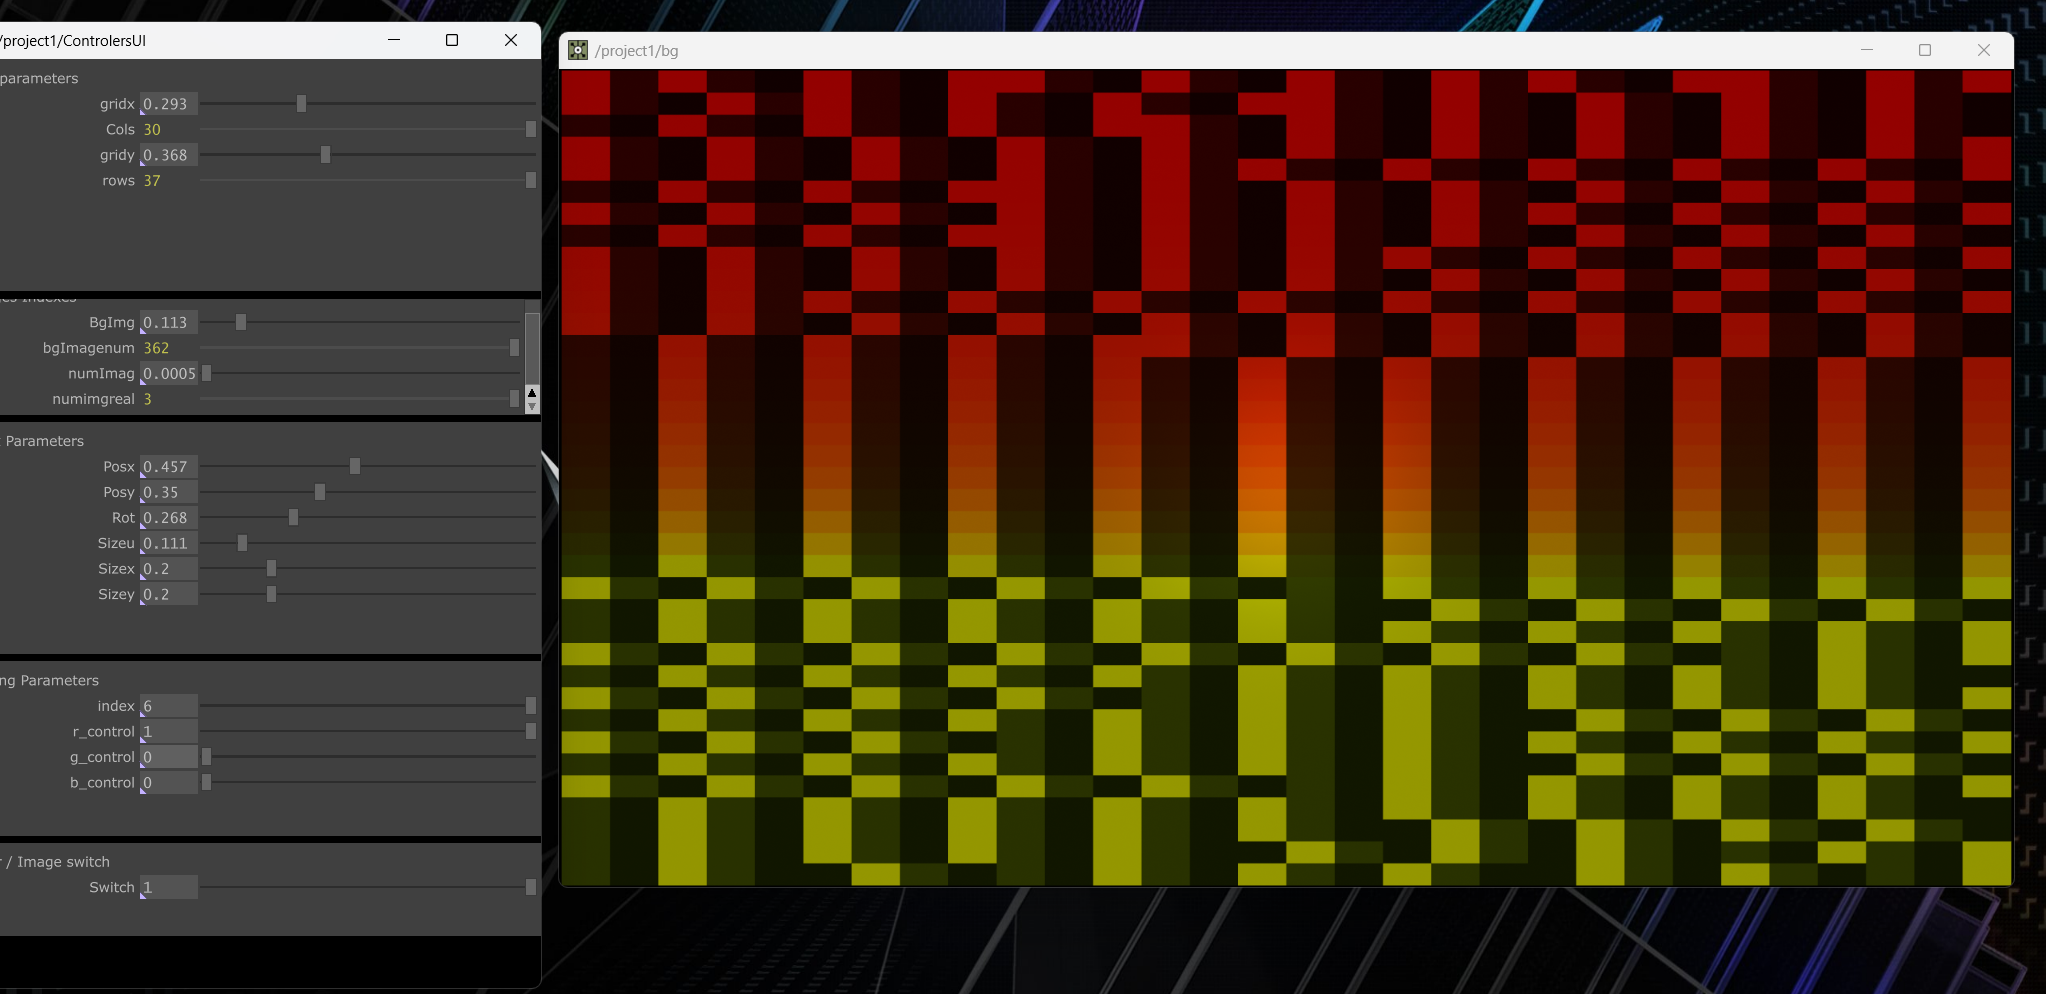 /project1/ControlersUI
parameters
gridx 0.293
Cols 30
gridy 0.368
rows 37
Indexes
BgImg 0.113
bgImagenum 362
numImag 0.0005
numimgreal 3
Parameters
Posx 0.457
Posy 0.35
Rot 0.268
Sizeu 0.111
Sizex 0.2
Sizey 0.2
ng Parameters
index 6
r_control 1
g_control 0
b_control 0
/ Image switch
Switch 1
/project1/bg